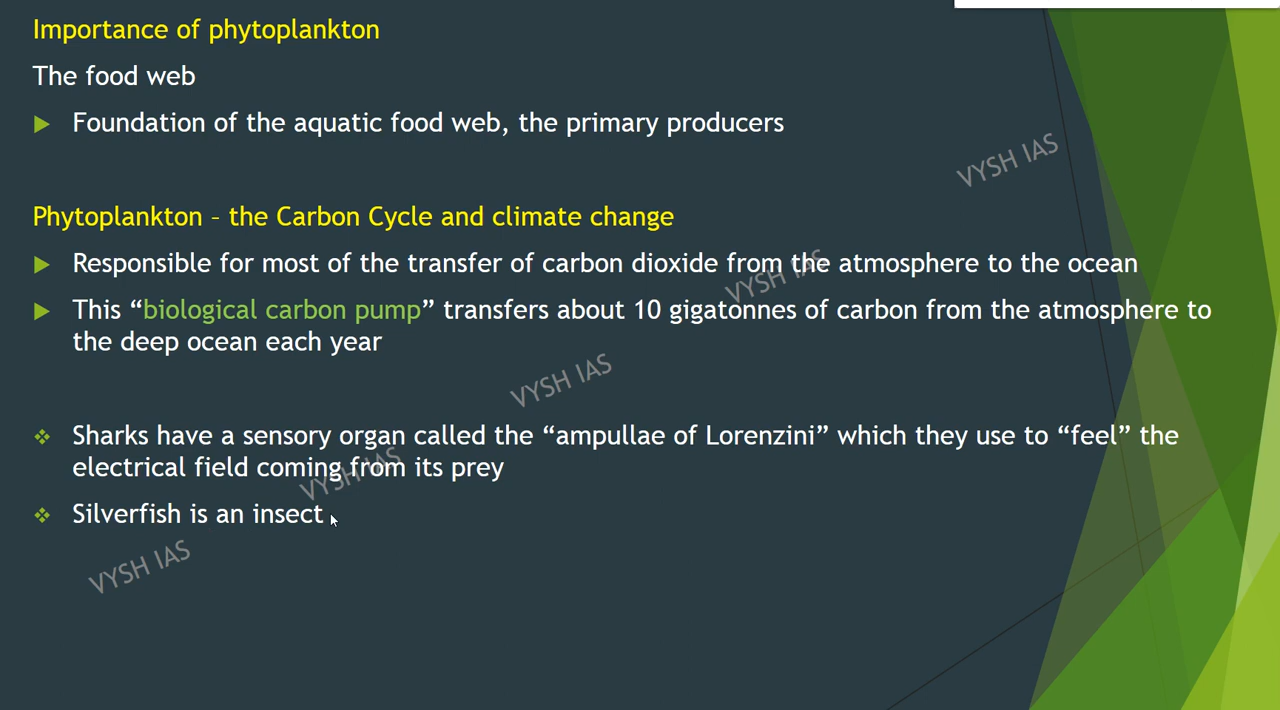 Importance of phytoplankton
The food web
Foundation of the aquatic food web, the primary producers
VYSH IAS
Phytoplankton – the Carbon Cycle and climate change
Responsible for most of the transfer of carbon dioxide from the atmosphere to the ocean
VYSH IAS
This “biological carbon pump” transfers about 10 gigatonnes of carbon from the atmosphere to
the deep ocean each year
VYSH IAS
Sharks have a sensory organ called the “ampullae of Lorenzini” which they use to “feel” the
electrical field coming from its prey
VYSH IAS
Silverfish is an insect
VYSH IAS